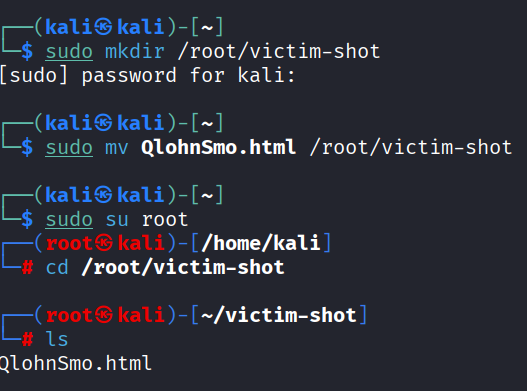 ┌──(kali㉿kali)-[~]
└─$ sudo mkdir /root/victim-shot
[sudo] password for kali:
┌──(kali㉿kali)-[~]
└─$ sudo mv QlohnSmo.html /root/victim-shot
┌──(kali㉿kali)-[~]
└─$ sudo su root
┌──(root㉿kali)-[/home/kali]
└─# cd /root/victim-shot
┌──(root㉿kali)-[~/victim-shot]
└─# ls
QlohnSmo.html